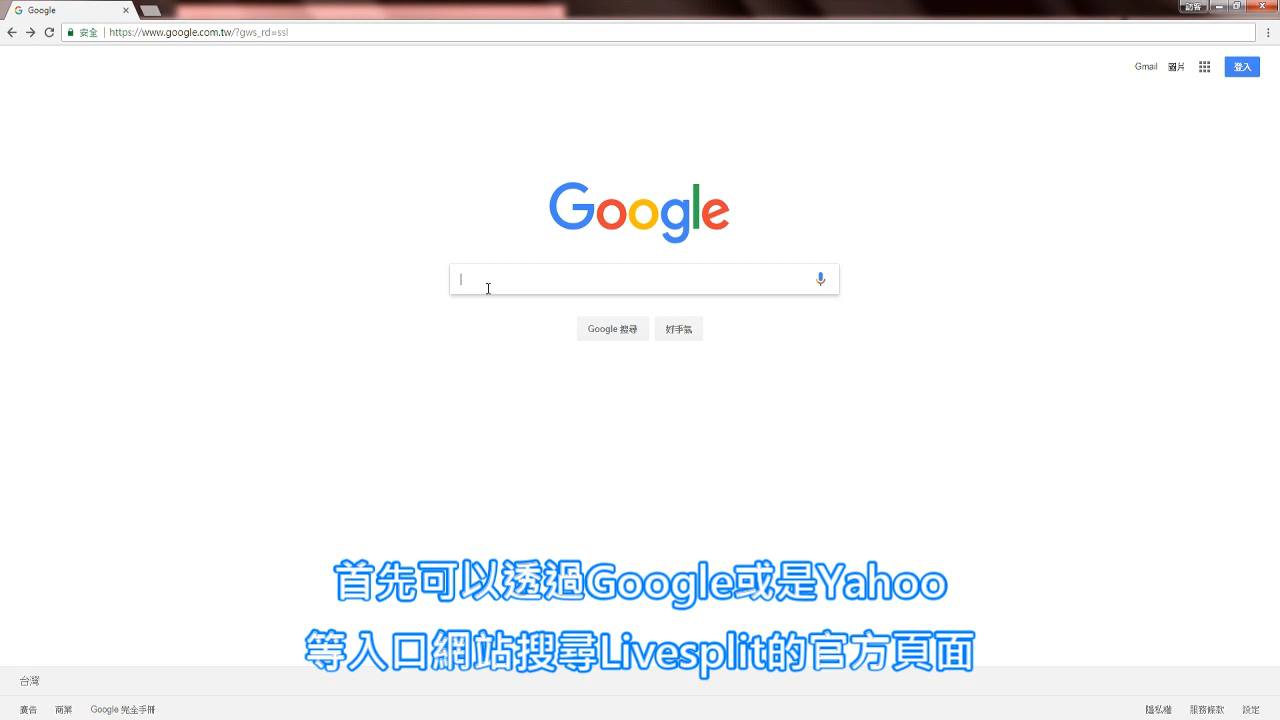 Google
訪客
安全 https://www.google.com.tw/?gws_rd=ssl
Gmail 圖片 登入
Google
Google 搜尋 好手氣
首先可以透過Google或是Yahoo
等入口網站搜尋Livesplit的官方頁面
台灣
廣告 商業 Google 完全手冊 隱私權 服務條款 設定